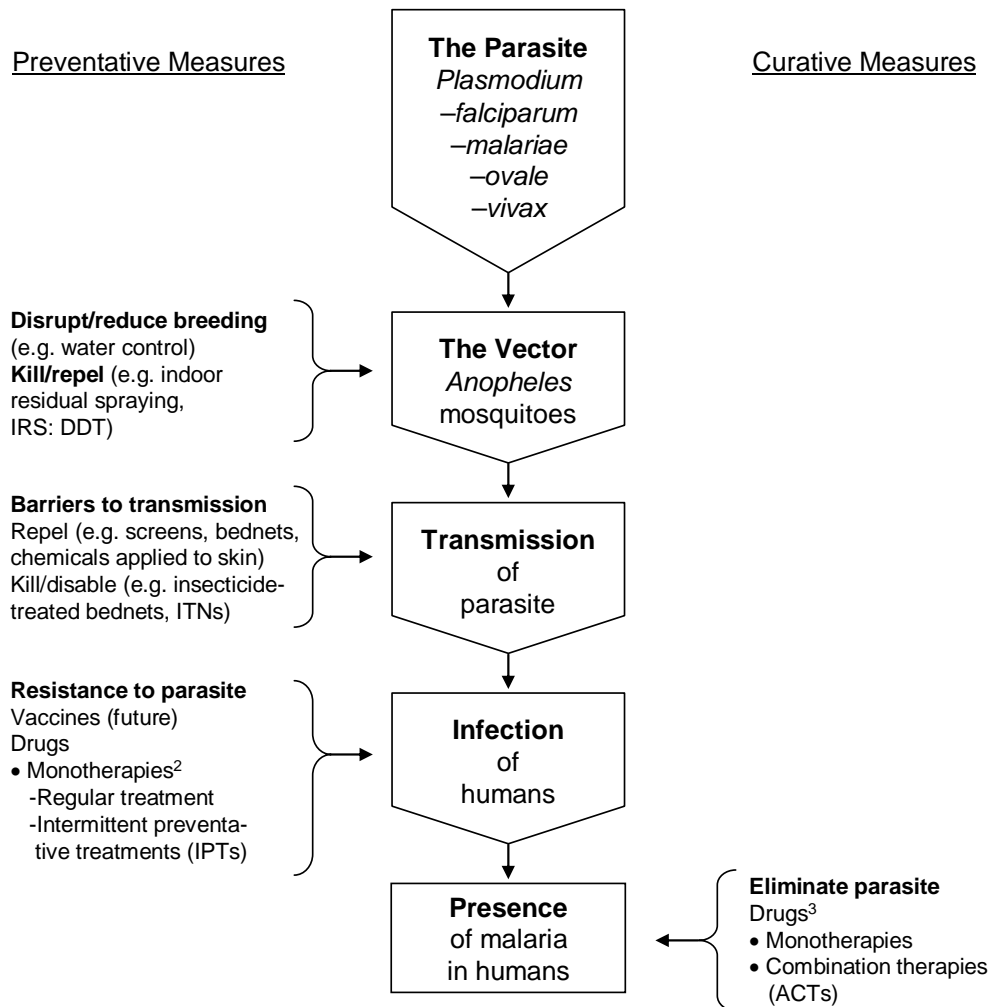 Preventative Measures
Curative Measures
The Parasite
Plasmodium
–falciparum
–malariae
–ovale
–vivax
Disrupt/reduce breeding
(e.g. water control)
Kill/repel (e.g. indoor
residual spraying,
IRS: DDT)
The Vector
Anopheles
mosquitoes
Barriers to transmission
Repel (e.g. screens, bednets,
chemicals applied to skin)
Kill/disable (e.g. insecticide-
treated bednets, ITNs)
Transmission
of
parasite
Resistance to parasite
Vaccines (future)
Drugs
• Monotherapies²
-Regular treatment
-Intermittent preventa-
tive treatments (IPTs)
Infection
of
humans
Presence
of malaria
in humans
Eliminate parasite
Drugs³
• Monotherapies
• Combination therapies
(ACTs)